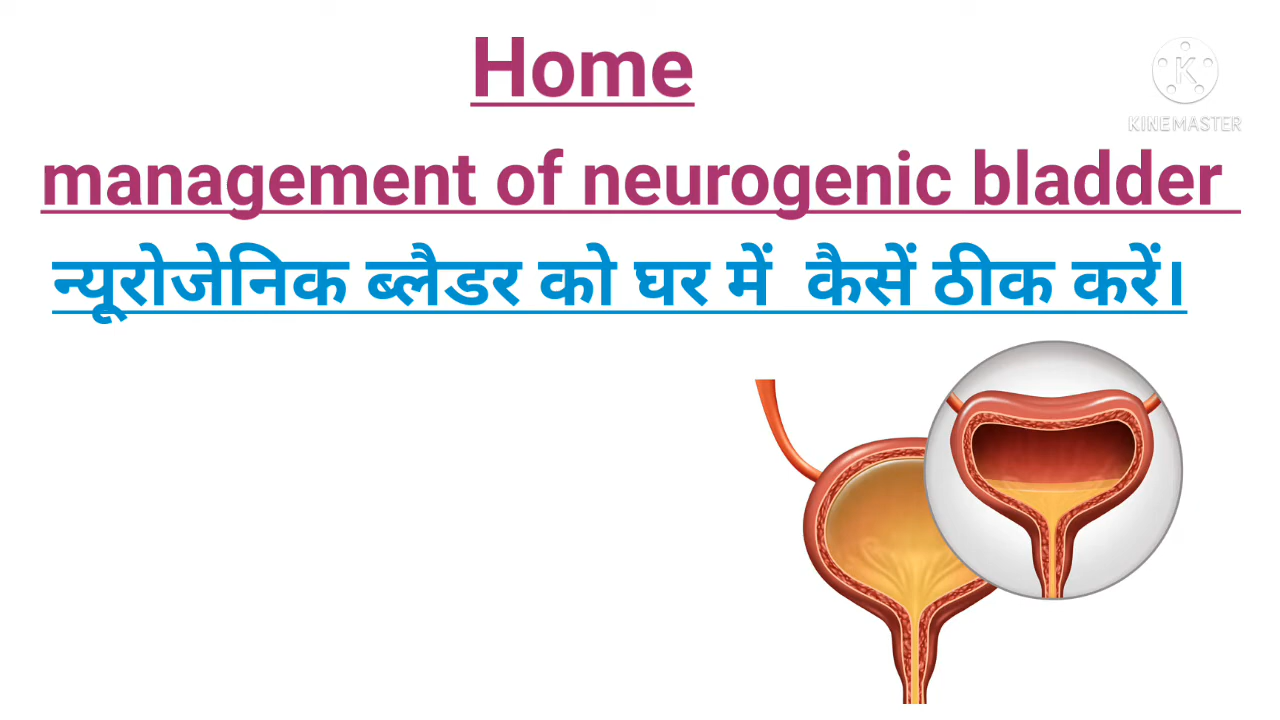 Home
K
KINEMASTER
management of neurogenic bladder
न्यूरोजेनिक ब्लैडर को घर में कैसें ठीक करें।